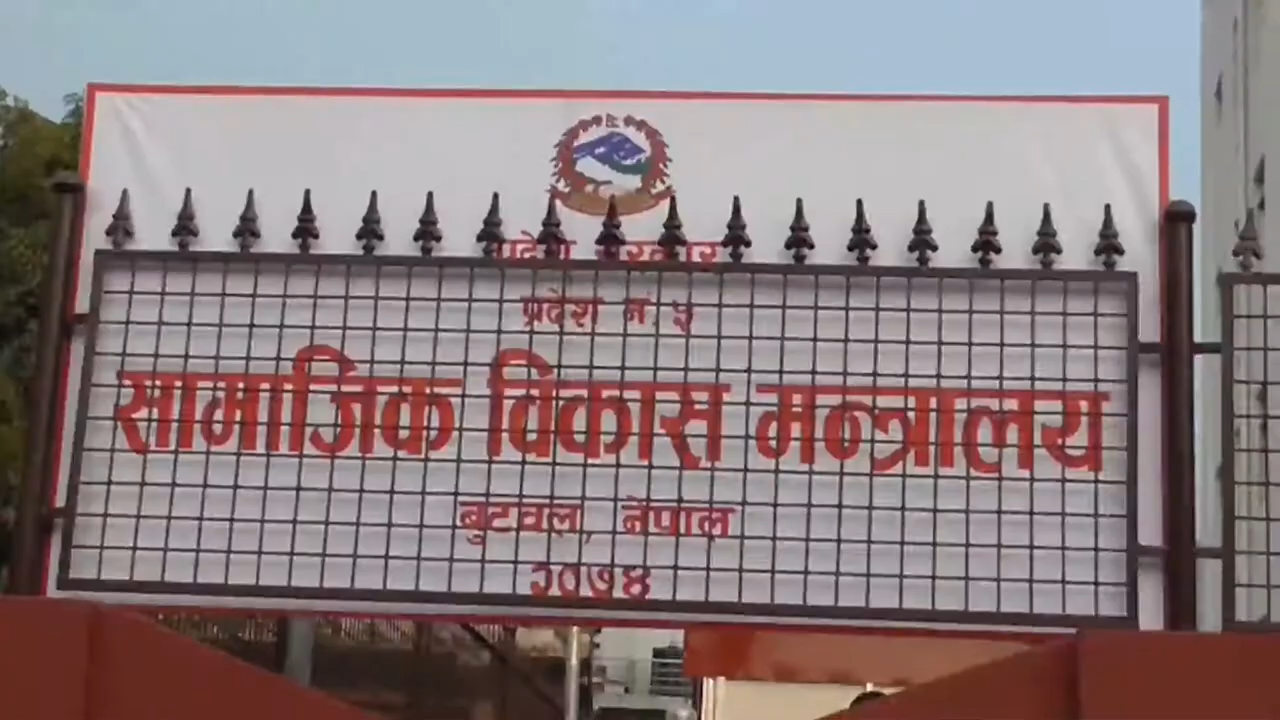 प्रदेश सरकार
प्रदेश नं. ५
सामाजिक विकास मन्त्रालय
बुटवल, नेपाल
२०७४